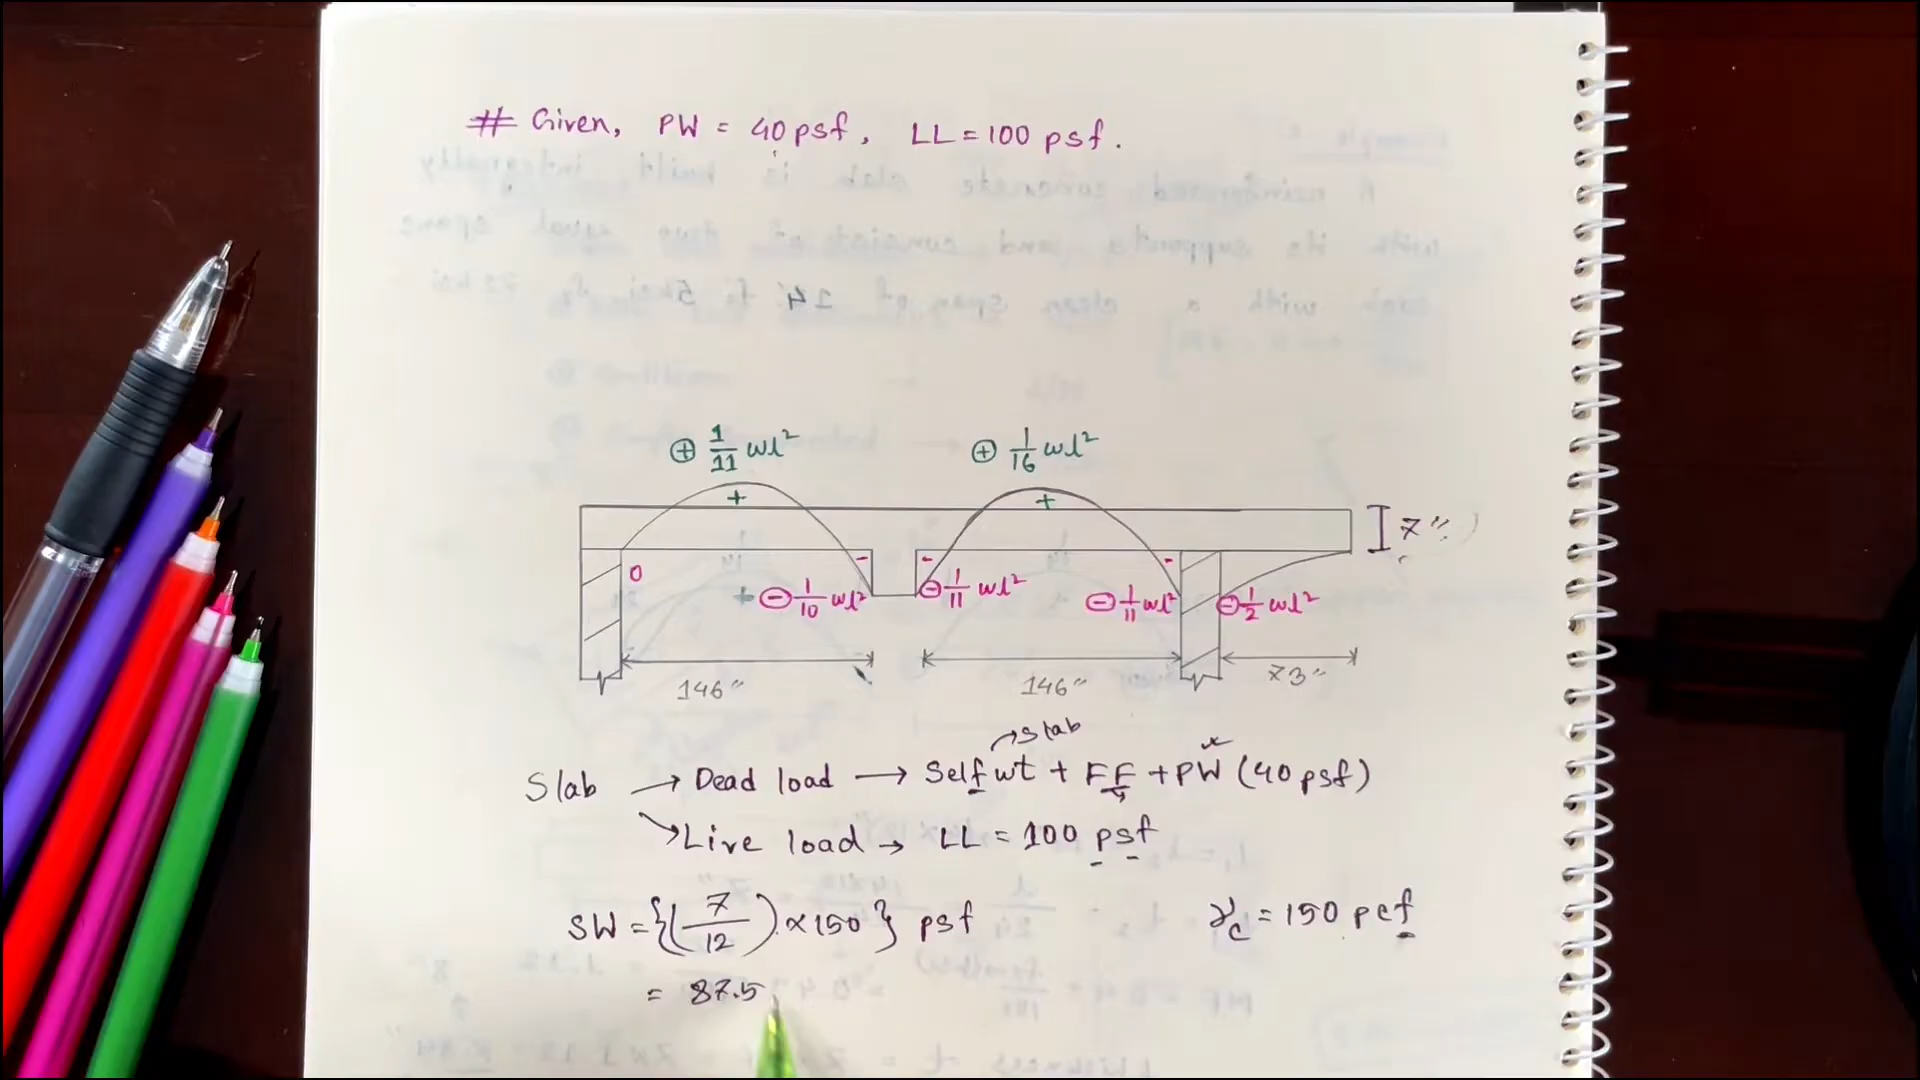 # Given, PW = 40 psf, LL = 100 psf.
⊕ 1/11 wl² ⊕ 1/16 wl²
+ +
7"
- - -
0 ⊖ 1/10 wl² ⊖ 1/11 wl² ⊖ 1/11 wl² ⊖ 1/2 wl²
146" 146" 73"
→ Slab
Slab → Dead load → Self wt + FF + PW (40 psf)
→ Live load → LL = 100 psf
SW = {(7/12) × 150} psf γc = 150 pcf
= 87.5